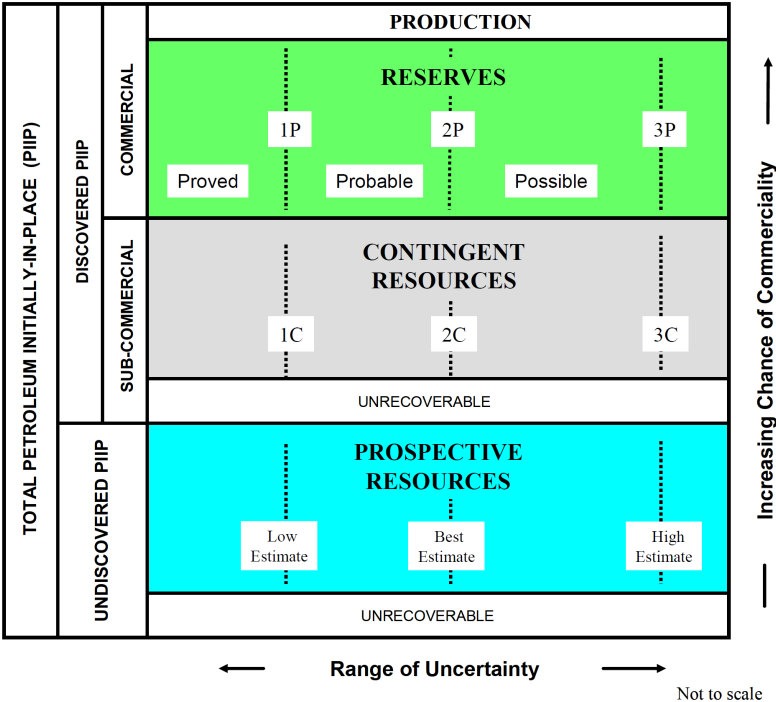 TOTAL PETROLEUM INITIALLY-IN-PLACE (PIIP)
DISCOVERED PIIP
COMMERCIAL
PRODUCTION
RESERVES
1P
2P
3P
Proved
Probable
Possible
SUB-COMMERCIAL
CONTINGENT
RESOURCES
1C
2C
3C
UNRECOVERABLE
UNDISCOVERED PIIP
PROSPECTIVE
RESOURCES
Low
Estimate
Best
Estimate
High
Estimate
UNRECOVERABLE
Increasing Chance of Commerciality
Range of Uncertainty
Not to scale